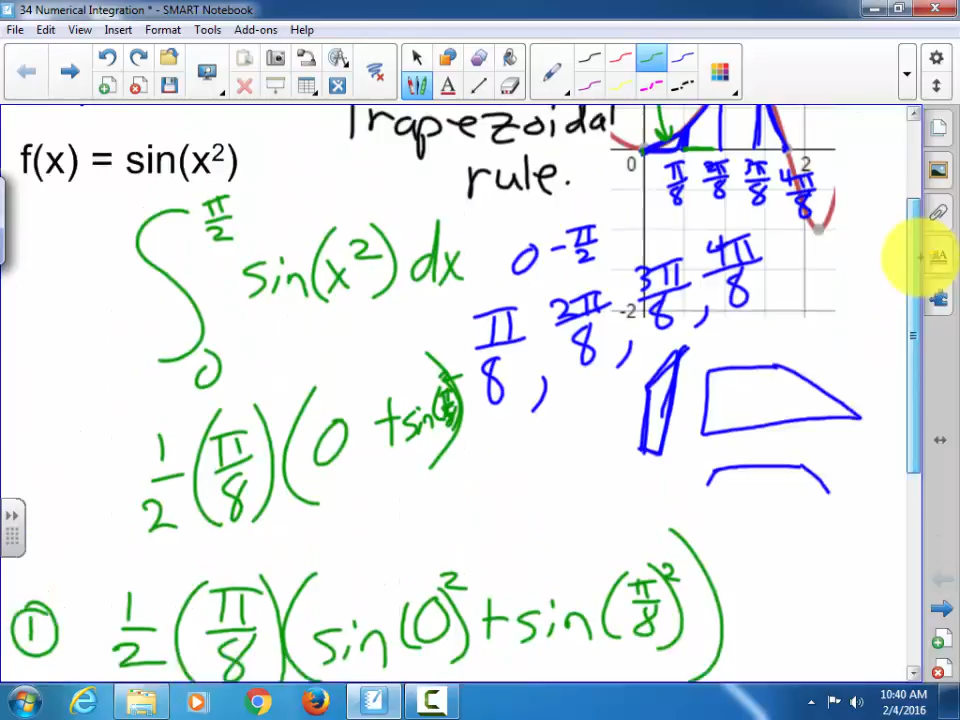 34 Numerical Integration * - SMART Notebook
File Edit View Insert Format Tools Add-ons Help
Trapezoidal
rule.
f(x) = sin(x²)
0 2
π/8 2π/8 3π/8 4π/8
-2
∫₀^(π/2) sin(x²) dx
0 - π/2
π/8, 2π/8, 3π/8, 4π/8
1/2 (π/8) (0 + sin(π/8)²)
① 1/2 (π/8) (sin(0)² + sin(π/8)²)
10:40 AM
2/4/2016